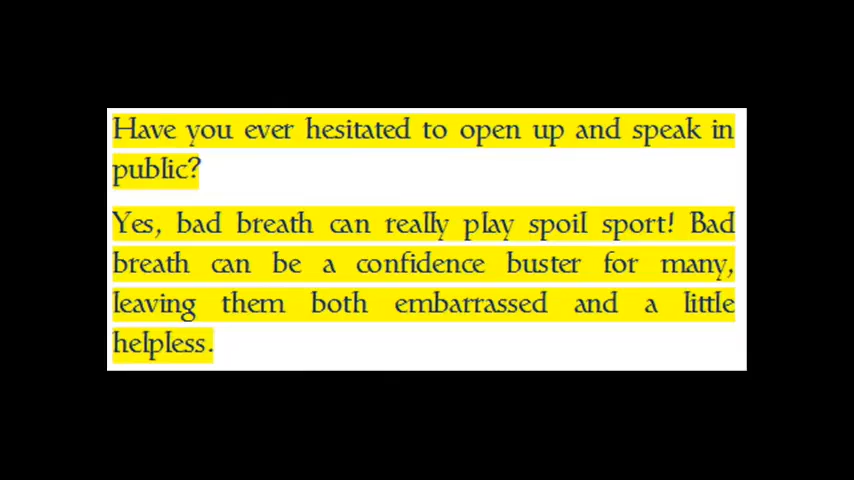 Have you ever hesitated to open up and speak in
public?
Yes, bad breath can really play spoil sport! Bad
breath can be a confidence buster for many,
leaving them both embarrassed and a little
helpless.